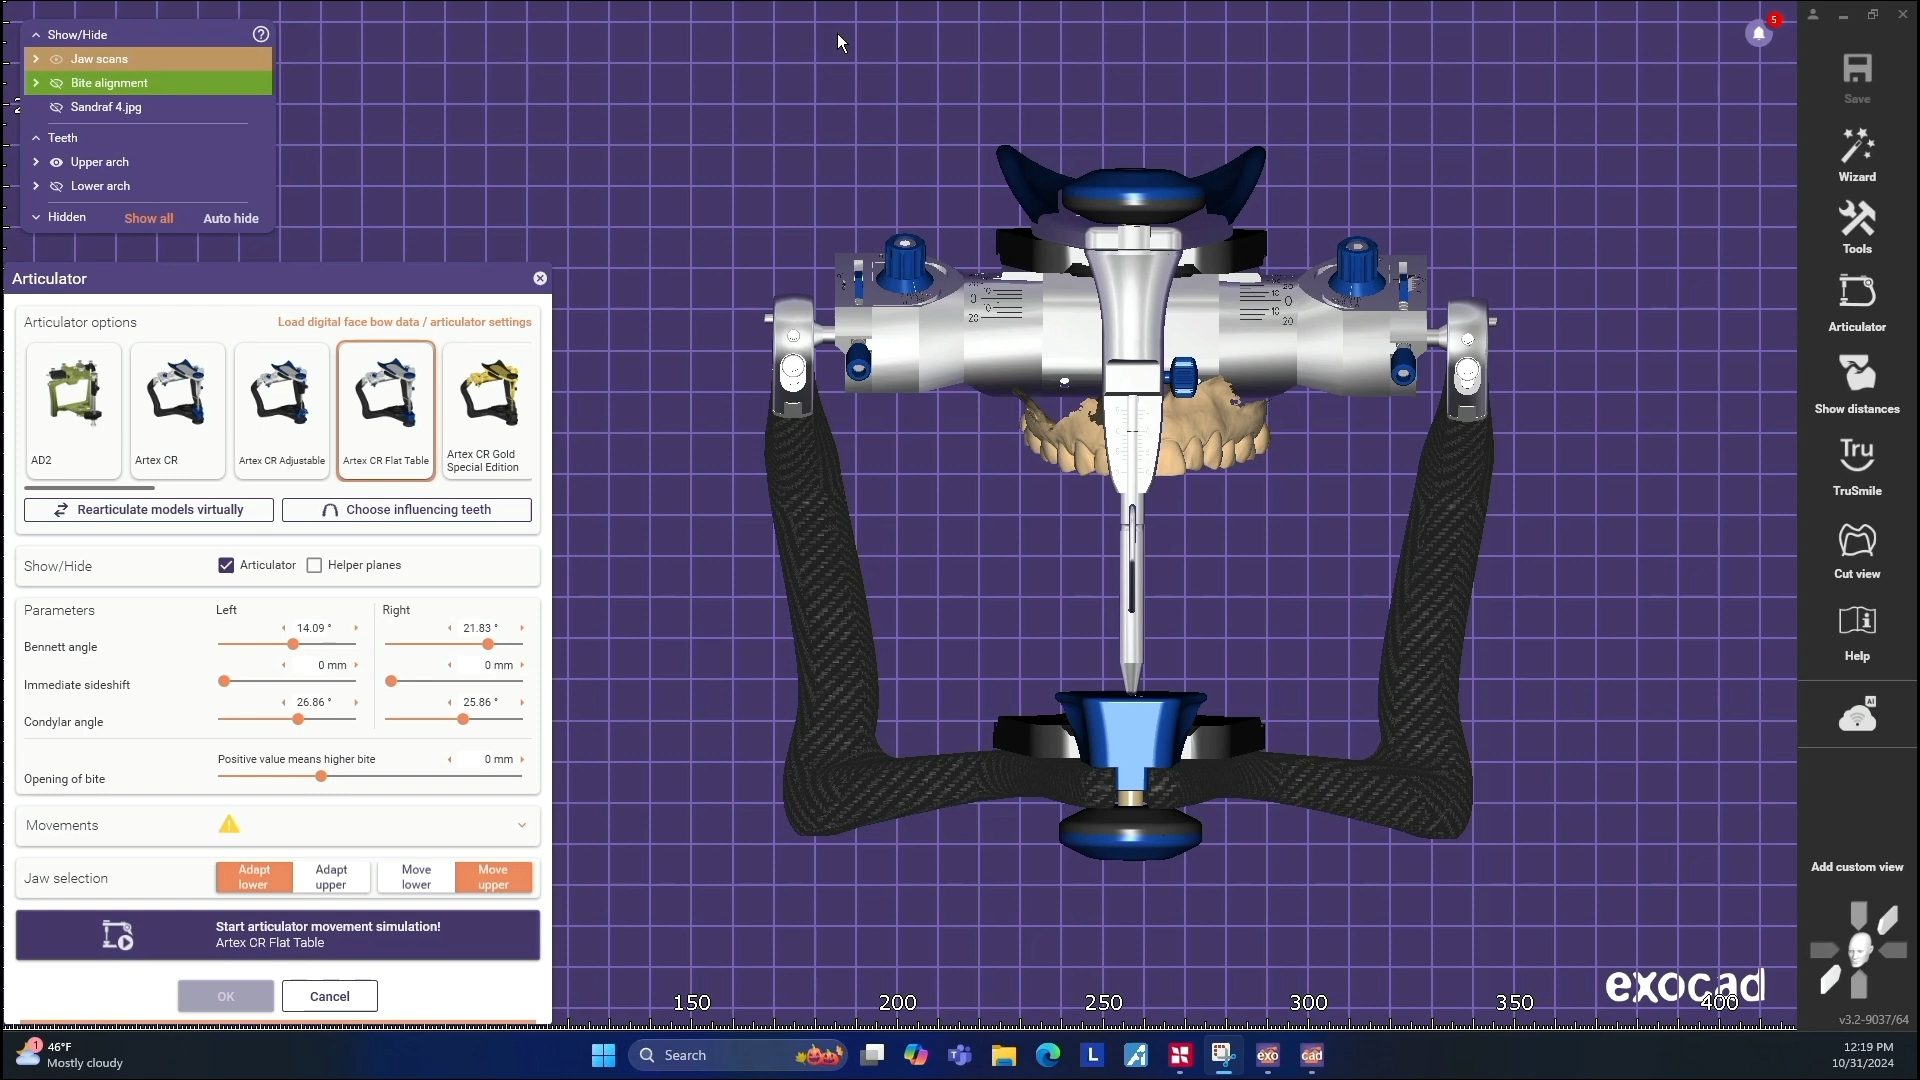 Show/Hide
Jaw scans
Bite alignment
Sandraf 4.jpg
Teeth
Upper arch
Lower arch
Hidden
Show all
Auto hide
Articulator
Articulator options
Load digital face bow data / articulator settings
AD2
Artex CR
Artex CR Adjustable
Artex CR Flat Table
Artex CR Gold
Special Edition
Rearticulate models virtually
Choose influencing teeth
Show/Hide
Articulator
Helper planes
Parameters
Left
Right
14.09 °
21.83 °
Bennett angle
0 mm
0 mm
Immediate sideshift
26.86 °
25.86 °
Condylar angle
Positive value means higher bite
0 mm
Opening of bite
Movements
Jaw selection
Adapt
lower
Adapt
upper
Move
lower
Move
upper
Start articulator movement simulation!
Artex CR Flat Table
OK
Cancel
150
200
250
300
350
400
exocad
5
Save
Wizard
Tools
Articulator
Show distances
Tru
TruSmile
Cut view
Help
AI
Add custom view
v3.2-9037/64
1
46°F
Mostly cloudy
Search
L
exo
cad
12:19 PM
10/31/2024